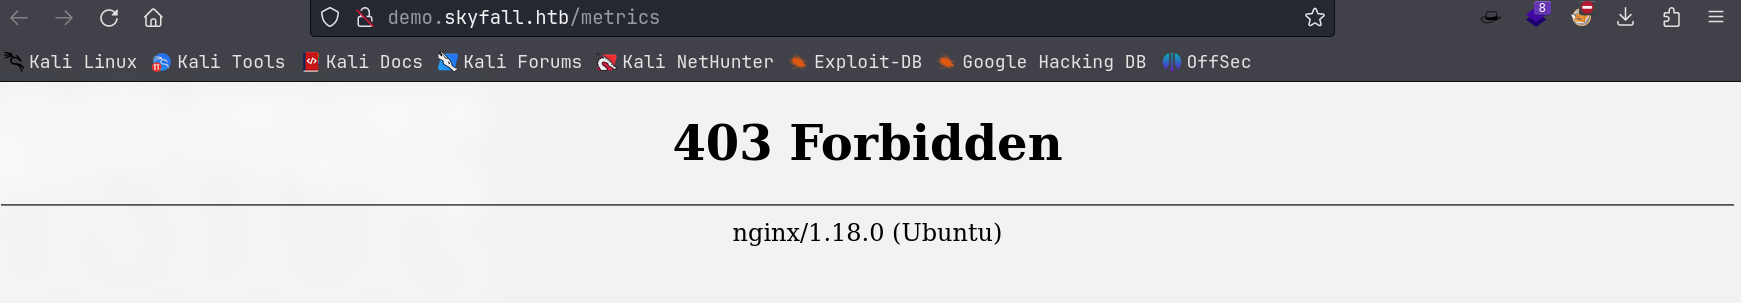 demo.skyfall.htb/metrics
8
Kali Linux Kali Tools Kali Docs Kali Forums Kali NetHunter Exploit-DB Google Hacking DB OffSec
403 Forbidden
nginx/1.18.0 (Ubuntu)